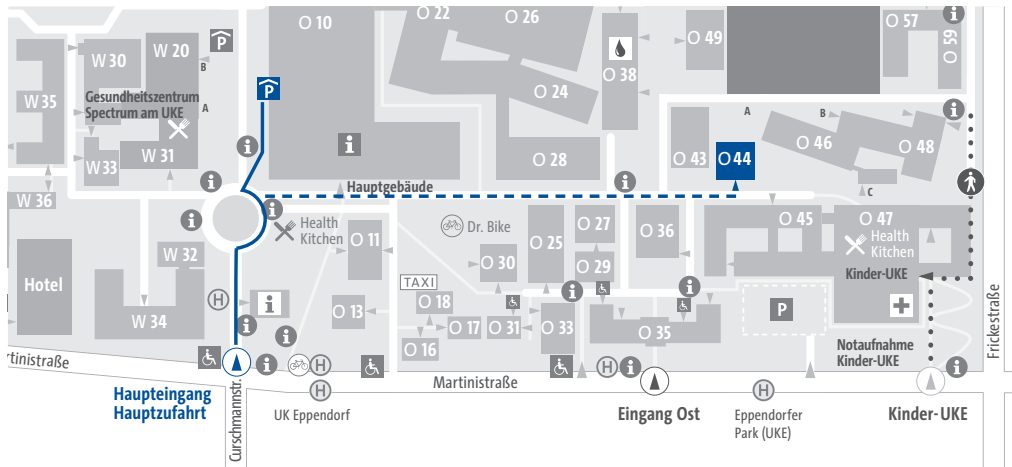 O 10
O 22
O 26
O 57
O 59
W 20
W 30
P
B
O 49
O 38
P
W 35
Gesundheitszentrum
Spectrum am UKE
A
O 24
A
B
i
W 33
W 31
O 28
O 43
O 44
O 46
O 48
C
Hauptgebäude
W 36
Health
Kitchen
Dr. Bike
O 11
O 25
O 27
O 36
O 45
O 47
Health
Kitchen
W 32
O 30
O 29
Kinder-UKE
Hotel
H
TAXI
O 18
O 13
O 17
O 31
O 33
O 35
P
W 34
O 16
Notaufnahme
Kinder-UKE
Frickestraße
rtinistraße
H
H
Martinistraße
Haupteingang
Hauptzufahrt
Curschmannstr.
H
UK Eppendorf
Eingang Ost
H
Eppendorfer
Park (UKE)
Kinder-UKE